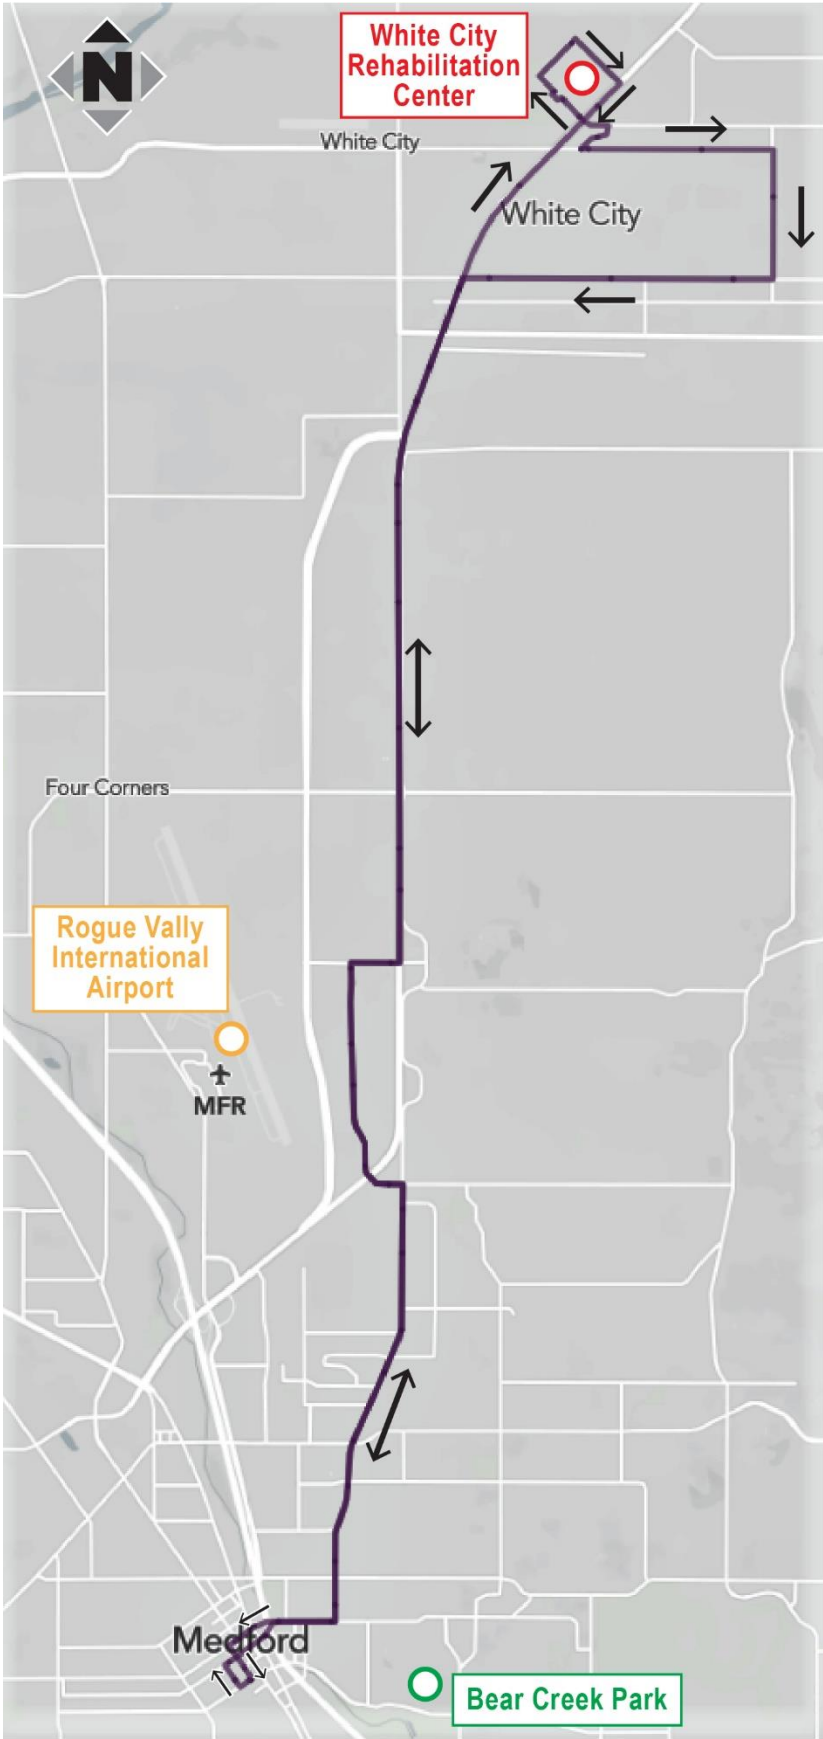 N
White City
Rehabilitation
Center
White City
White City
Four Corners
Rogue Vally
International
Airport
MFR
Medford
Bear Creek Park